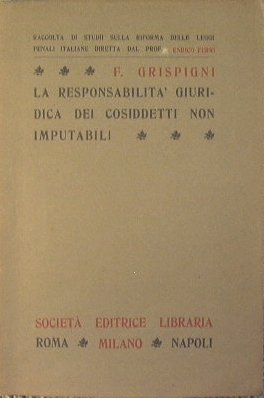 RACCOLTA DI STUDII SULLA RIFORMA DELLE LEGGI
PENALI ITALIANE DIRETTA DAL PROF. ENRICO FERRI
F. GRISPIGNI
LA RESPONSABILITA' GIURI-
DICA DEI COSIDDETTI NON
IMPUTABILI
SOCIETÀ EDITRICE LIBRARIA
ROMA MILANO NAPOLI